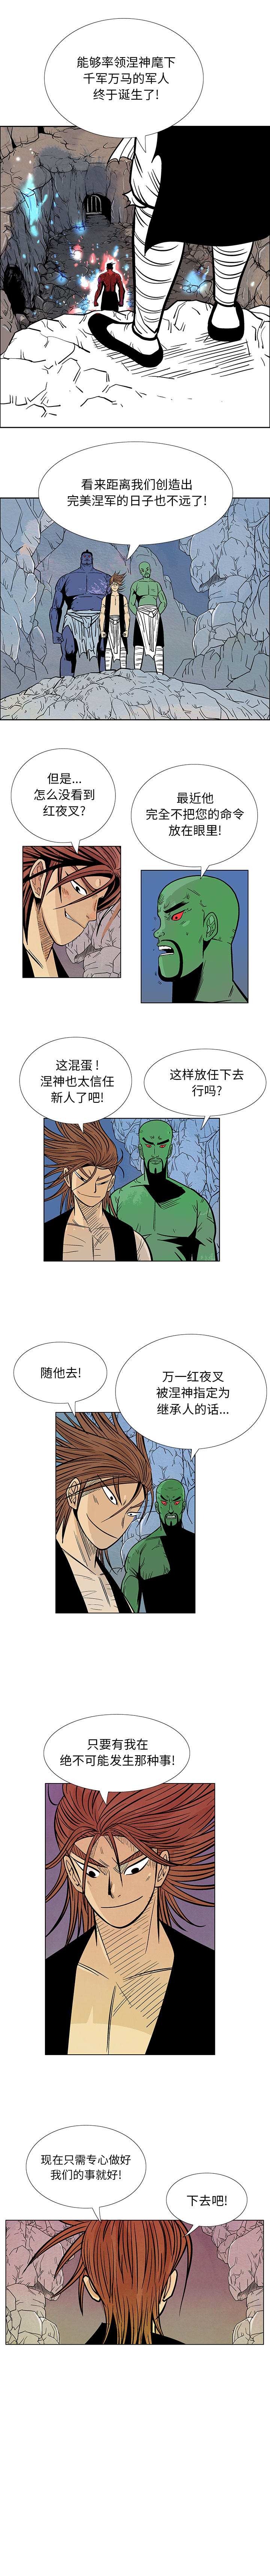 能够率领涅神麾下
千军万马的军人
终于诞生了!
看来距离我们创造出
完美涅军的日子也不远了!
但是...
怎么没看到
红夜叉?
最近他
完全不把您的命令
放在眼里!
这混蛋!
涅神也太信任
新人了吧!
这样放任下去
行吗?
随他去!
万一红夜叉
被涅神指定为
继承人的话...
只要有我在
绝不可能发生那种事!
现在只需专心做好
我们的事就好!
下去吧!